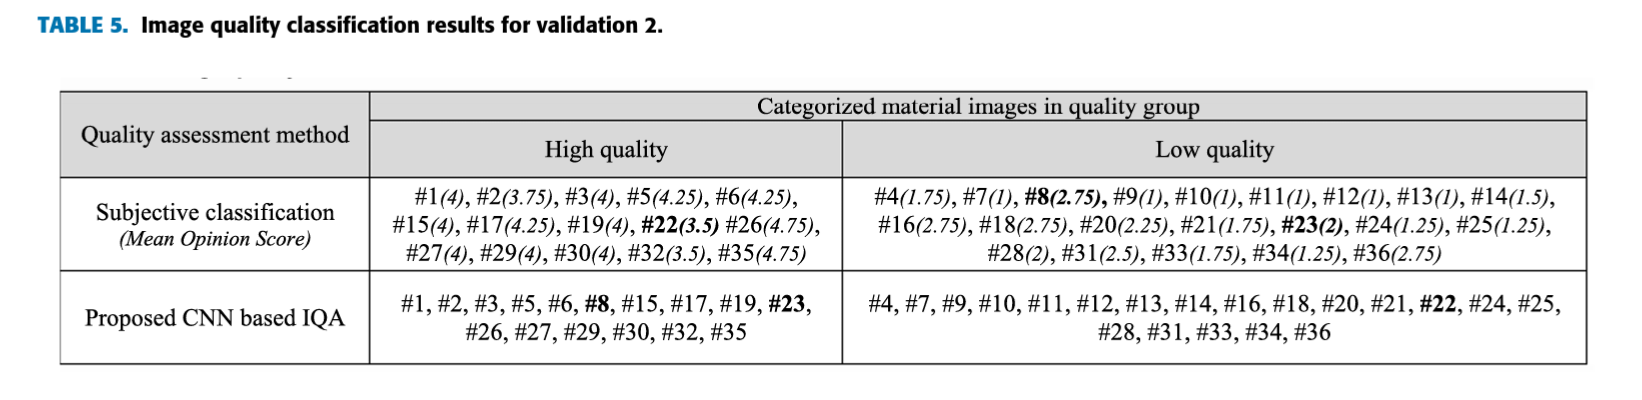 TABLE 5. Image quality classification results for validation 2.
Quality assessment method
Categorized material images in quality group
High quality
Low quality
Subjective classification
(Mean Opinion Score)
#1(4), #2(3.75), #3(4), #5(4.25), #6(4.25),
#15(4), #17(4.25), #19(4), #22(3.5) #26(4.75),
#27(4), #29(4), #30(4), #32(3.5), #35(4.75)
#4(1.75), #7(1), #8(2.75), #9(1), #10(1), #11(1), #12(1), #13(1), #14(1.5),
#16(2.75), #18(2.75), #20(2.25), #21(1.75), #23(2), #24(1.25), #25(1.25),
#28(2), #31(2.5), #33(1.75), #34(1.25), #36(2.75)
Proposed CNN based IQA
#1, #2, #3, #5, #6, #8, #15, #17, #19, #23,
#26, #27, #29, #30, #32, #35
#4, #7, #9, #10, #11, #12, #13, #14, #16, #18, #20, #21, #22, #24, #25,
#28, #31, #33, #34, #36